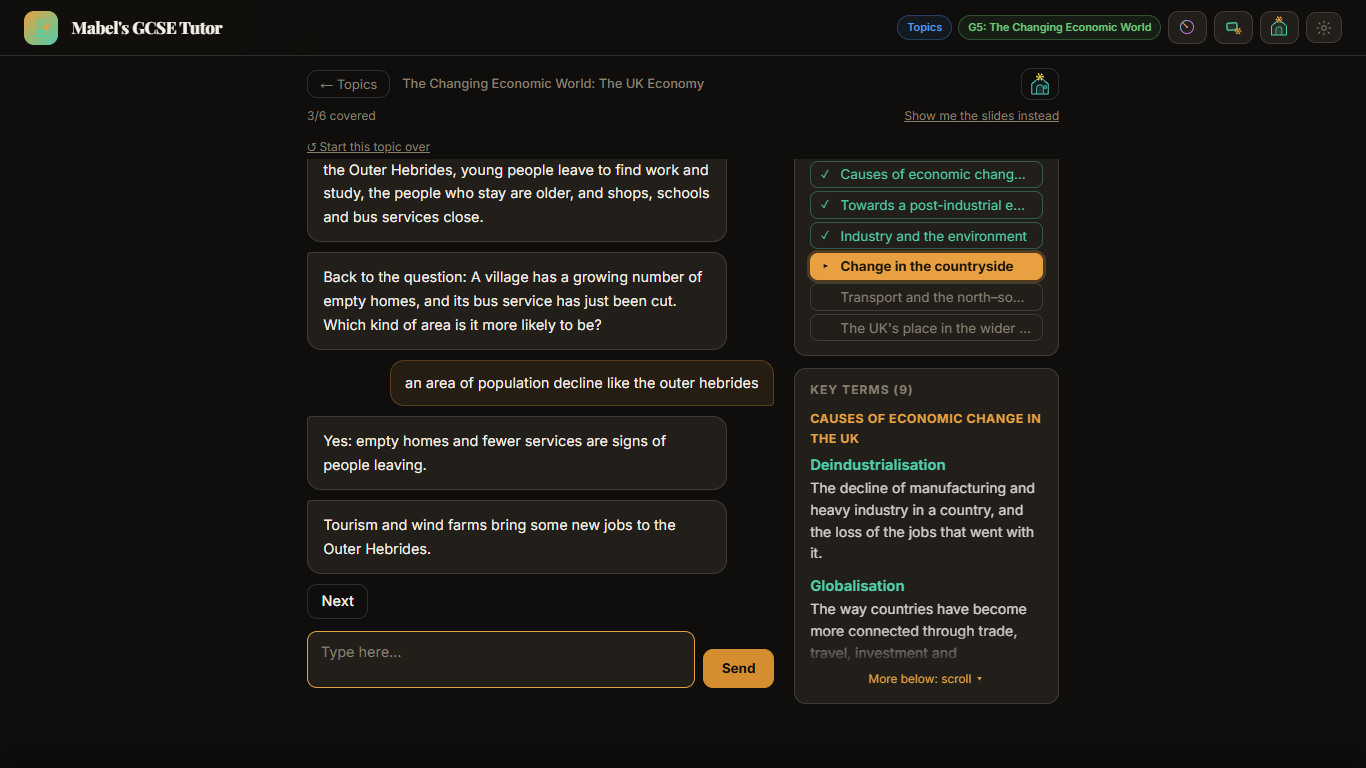 Mabel's GCSE Tutor
Topics
G5: The Changing Economic World
← Topics
The Changing Economic World: The UK Economy
3/6 covered
Show me the slides instead
↺ Start this topic over
the Outer Hebrides, young people leave to find work and
study, the people who stay are older, and shops, schools
and bus services close.
Back to the question: A village has a growing number of
empty homes, and its bus service has just been cut.
Which kind of area is it more likely to be?
an area of population decline like the outer hebrides
Yes: empty homes and fewer services are signs of
people leaving.
Tourism and wind farms bring some new jobs to the
Outer Hebrides.
Next
Type here...
Send
✓ Causes of economic chang...
✓ Towards a post-industrial e...
✓ Industry and the environment
▸ Change in the countryside
Transport and the north–so...
The UK's place in the wider ...
KEY TERMS (9)
CAUSES OF ECONOMIC CHANGE IN
THE UK
Deindustrialisation
The decline of manufacturing and
heavy industry in a country, and
the loss of the jobs that went with
it.
Globalisation
The way countries have become
more connected through trade,
travel, investment and
More below: scroll ▾